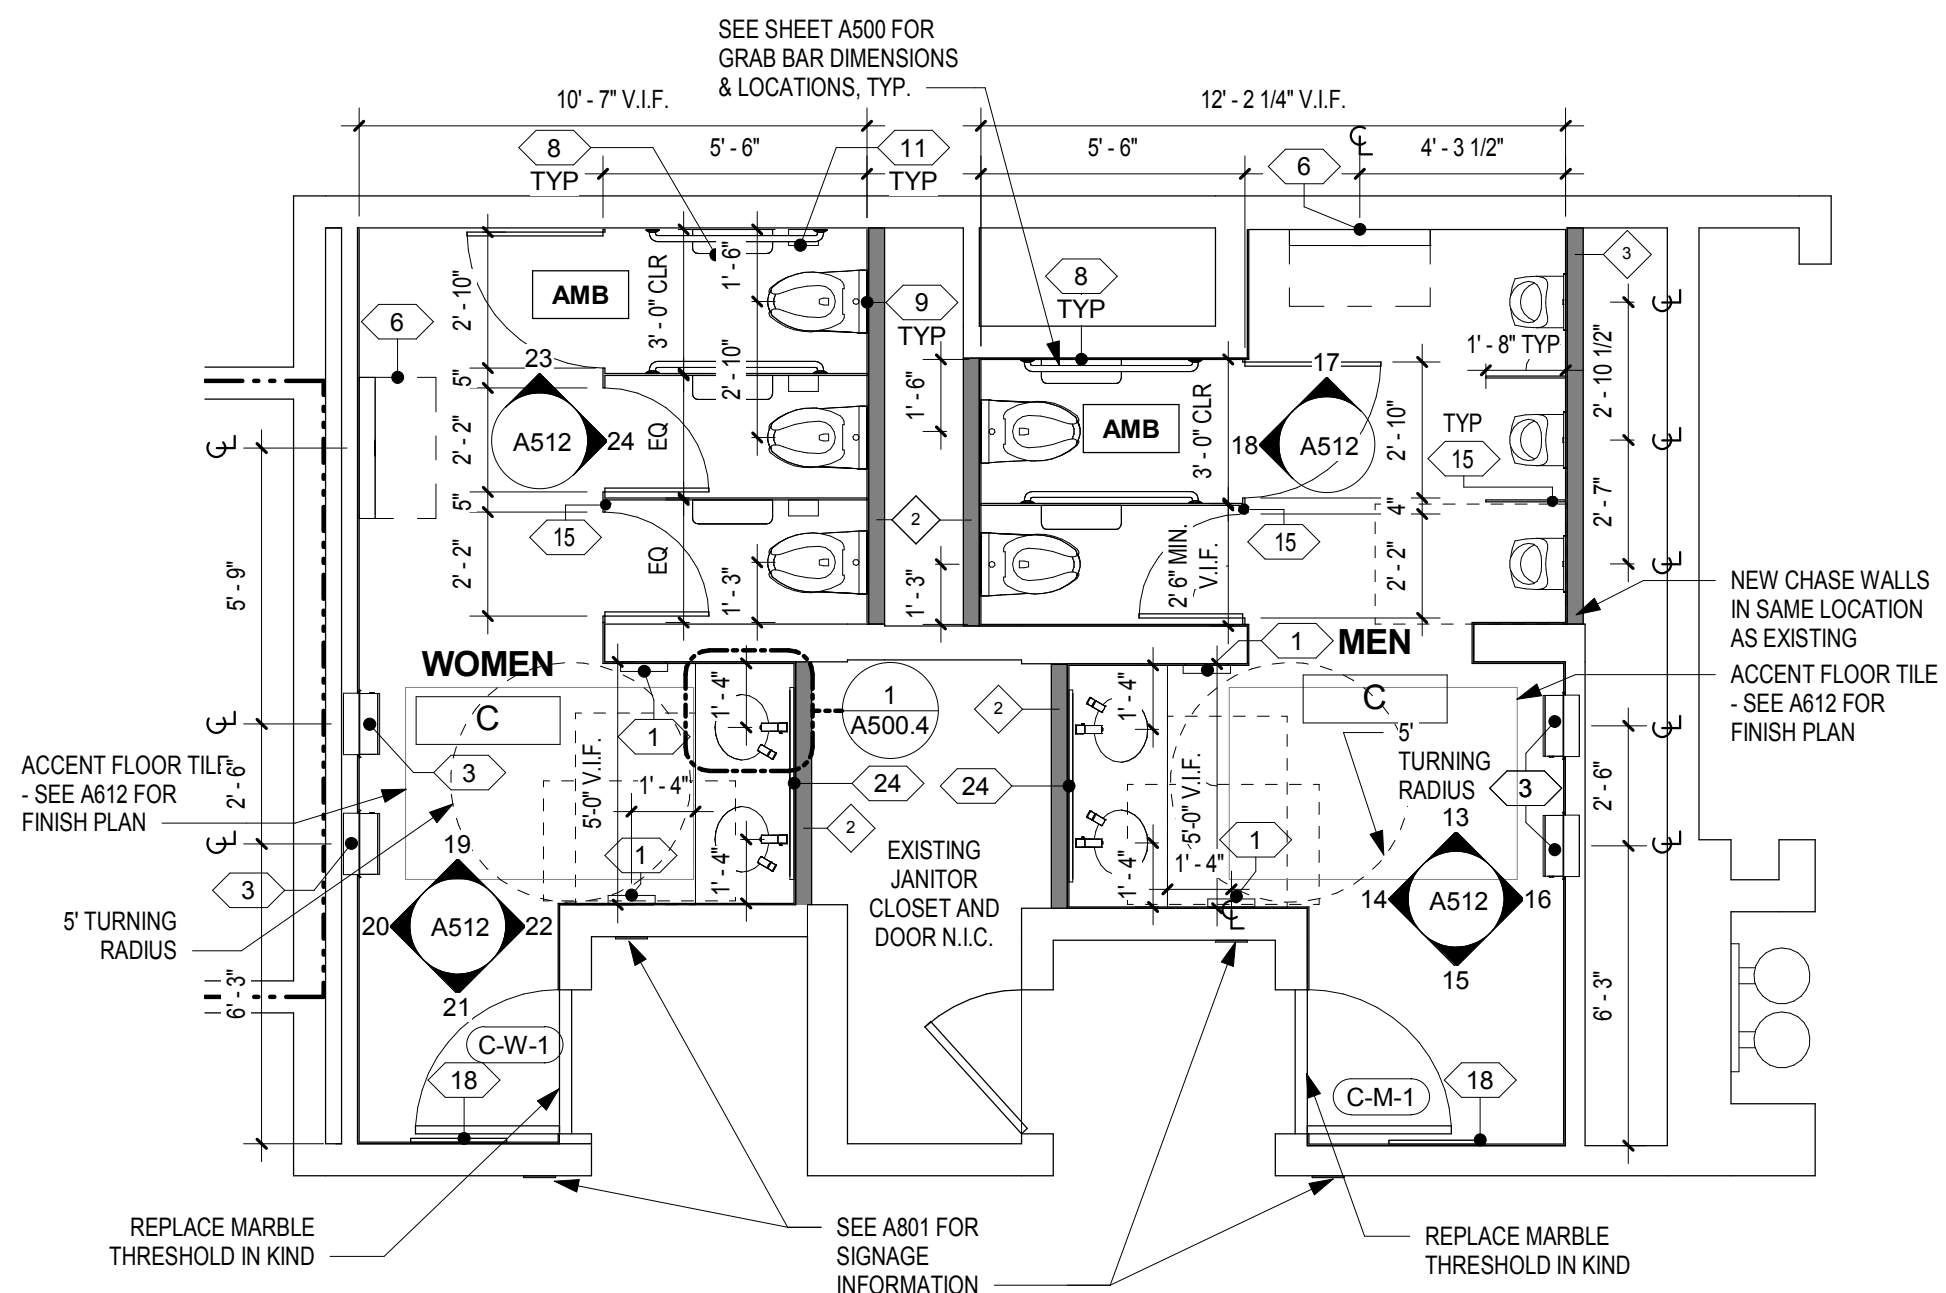 SEE SHEET A500 FOR
GRAB BAR DIMENSIONS
& LOCATIONS, TYP.
10' - 7" V.I.F.
12' - 2 1/4" V.I.F.
8
TYP
5' - 6"
11
TYP
5' - 6"
6
℄
4' - 3 1/2"
2' - 10"
AMB
3' - 0" CLR
1' - 6"
8
TYP
3
℄
6
9
TYP
1' - 8" TYP
2' - 10 1/2"
23
5"
2' - 10"
1' - 6"
17
℄
2' - 2"
A512
24
EQ
AMB
3' - 0" CLR
18
A512
2' - 10"
TYP
15
℄
5"
15
2
15
4"
2' - 7"
2' - 2"
EQ
1' - 3"
1' - 3"
2' 6" MIN.
V.I.F.
2' - 2"
℄
5' - 9"
NEW CHASE WALLS
IN SAME LOCATION
AS EXISTING
WOMEN
1
MEN
ACCENT FLOOR TILE
- SEE A612 FOR
FINISH PLAN
C
1' - 4"
1
A500.4
2
1' - 4"
C
℄
1
5'
TURNING
RADIUS
℄
3
5'-0" V.I.F.
1' - 4"
24
24
5'-0" V.I.F.
3
2' - 6"
ACCENT FLOOR TILE
- SEE A612 FOR
FINISH PLAN
2' - 6"
2
13
℄
19
1
1' - 4"
EXISTING
JANITOR
CLOSET AND
DOOR N.I.C.
1' - 4"
1' - 4"
1
℄
℄
3
5' TURNING
RADIUS
20
A512
22
14
A512
16
21
15
6' - 3"
6' - 3"
C-W-1
18
C-M-1
18
REPLACE MARBLE
THRESHOLD IN KIND
SEE A801 FOR
SIGNAGE
INFORMATION
REPLACE MARBLE
THRESHOLD IN KIND